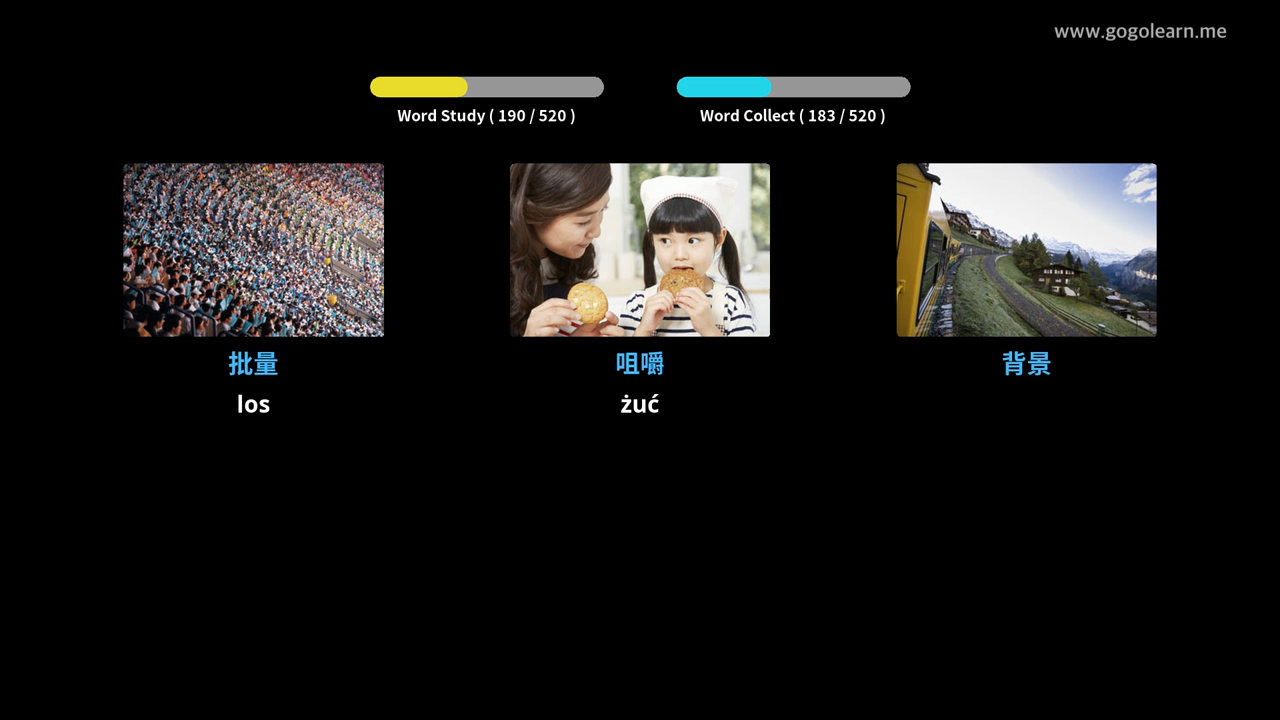 www.gogolearn.me
Word Study ( 190 / 520 )
Word Collect ( 183 / 520 )
批量
咀嚼
背景
los
żuć